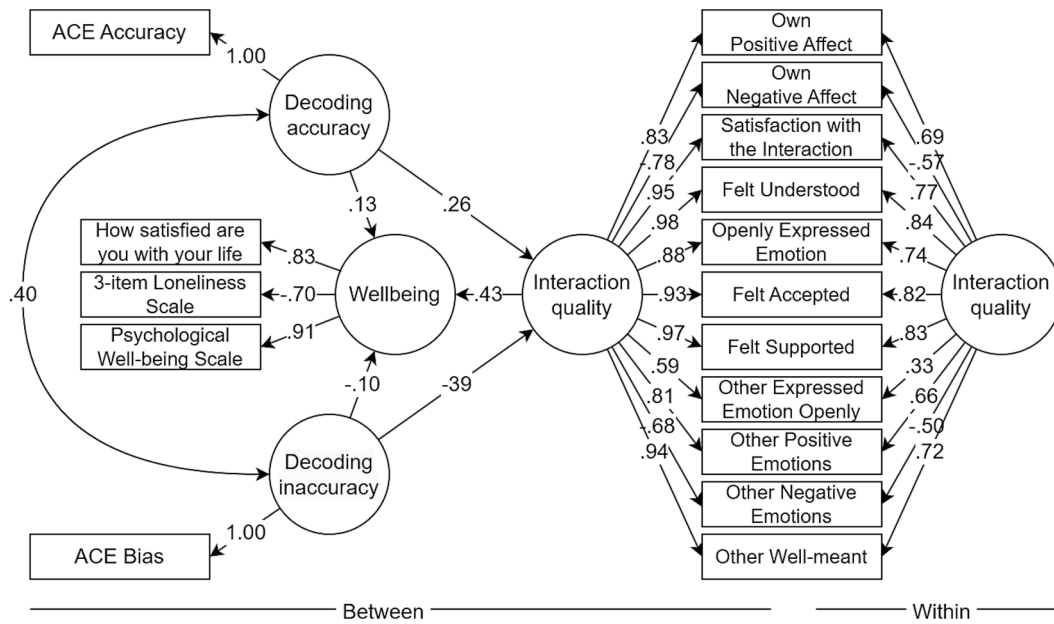 ACE Accuracy
1.00
Decoding
accuracy
.13
.26
.40
How satisfied are
you with your life
3-item Loneliness
Scale
Psychological
Well-being Scale
.83
-.70
.91
Wellbeing
.43
-.10
-39
Decoding
inaccuracy
1.00
ACE Bias
Interaction
quality
.83
-.78
.95
.98
.88
.93
.97
.59
.81
-.68
.94
Own
Positive Affect
Own
Negative Affect
Satisfaction with
the Interaction
Felt Understood
Openly Expressed
Emotion
Felt Accepted
Felt Supported
Other Expressed
Emotion Openly
Other Positive
Emotions
Other Negative
Emotions
Other Well-meant
.69
-.57
.77
.84
.74
.82
.83
.33
.66
-.50
.72
Interaction
quality
Between
Within